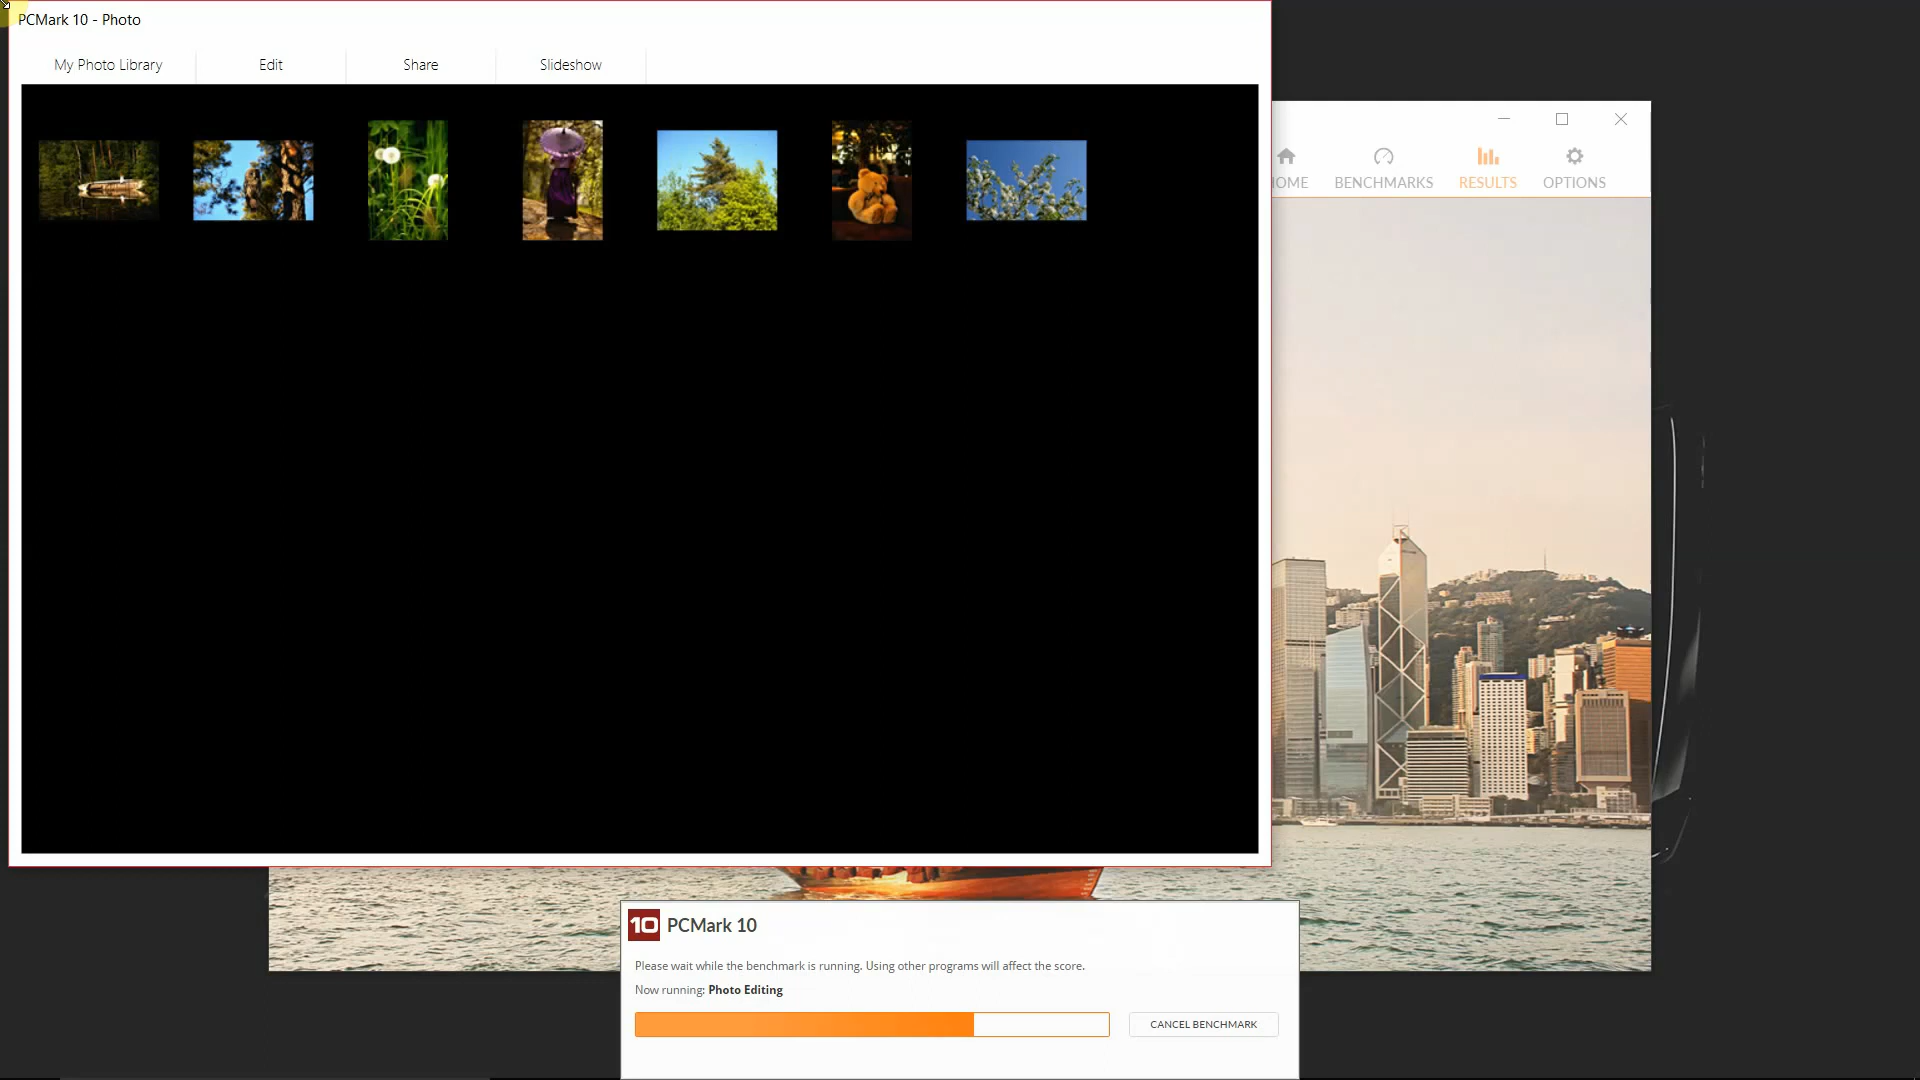 PCMark 10 - Photo
My Photo Library Edit Share Slideshow
OME BENCHMARKS RESULTS OPTIONS
10 PCMark 10
Please wait while the benchmark is running. Using other programs will affect the score.
Now running: Photo Editing
CANCEL BENCHMARK